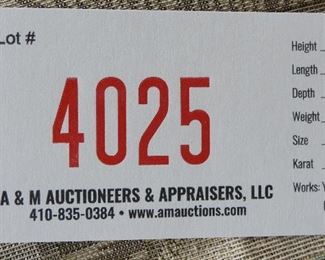 Lot #
4025
A & M AUCTIONEERS & APPRAISERS, LLC
410-835-0384 • www.amauctions.com
Height
Length
Depth
Weight
Size
Karat
Works: Y